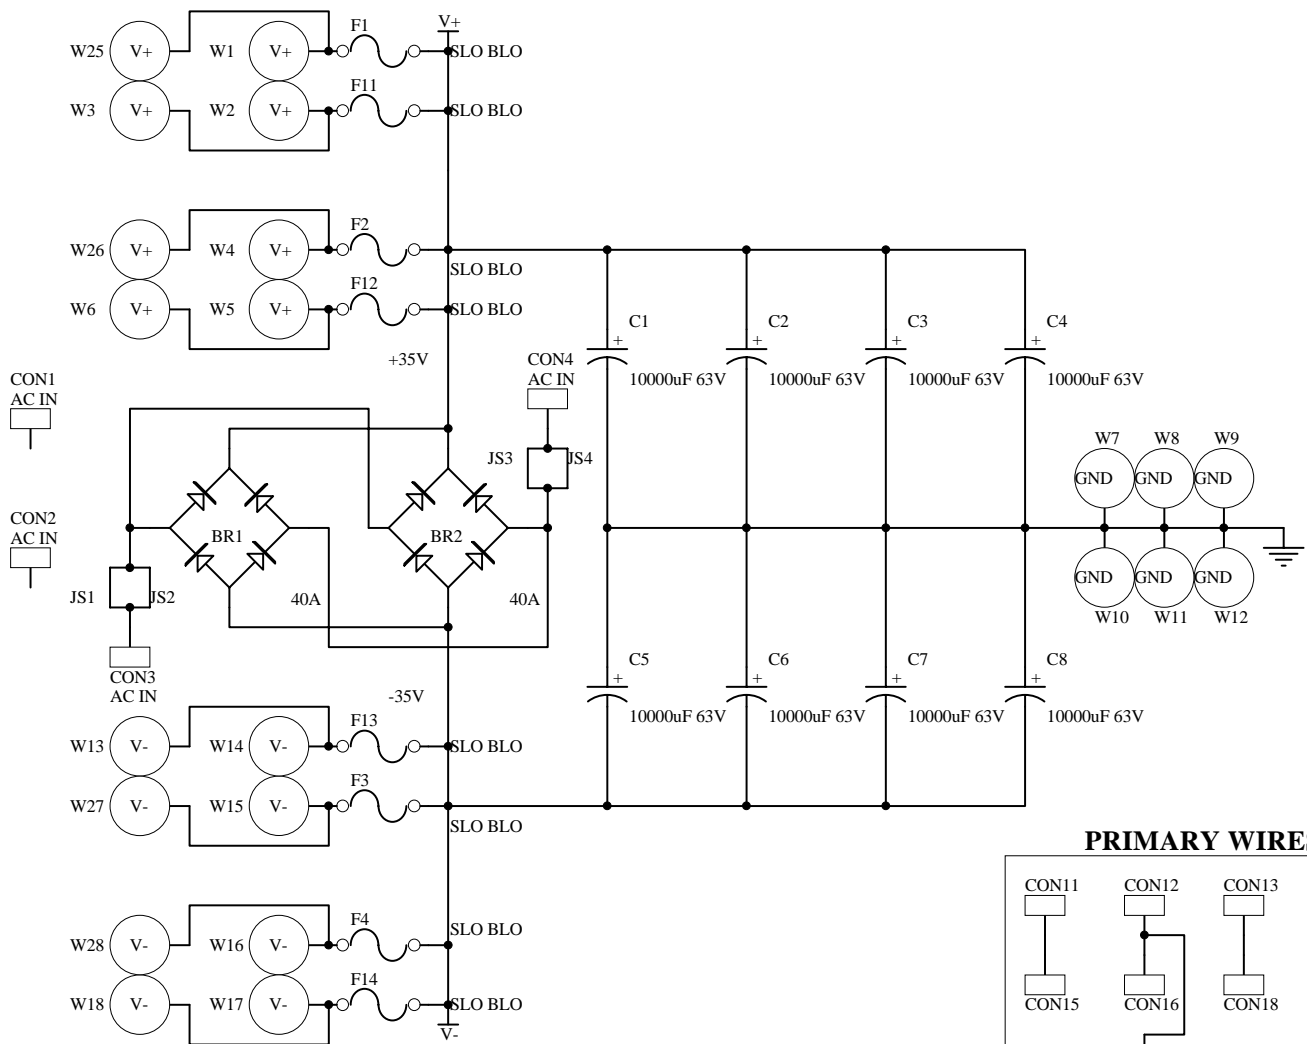 F1
V+
W25
V+
W1
V+
SLO BLO
F11
W3
V+
W2
V+
SLO BLO
F2
W26
V+
W4
V+
SLO BLO
F12
W6
V+
W5
V+
SLO BLO
C1
+
10000uF 63V
C2
+
10000uF 63V
C3
+
10000uF 63V
C4
+
10000uF 63V
+35V
CON4
AC IN
CON1
AC IN
JS3
JS4
W7
W8
W9
GND
GND
GND
CON2
AC IN
BR1
BR2
GND
GND
GND
W10
W11
W12
JS1
JS2
40A
40A
CON3
AC IN
C5
+
10000uF 63V
C6
+
10000uF 63V
C7
+
10000uF 63V
C8
+
10000uF 63V
-35V
F13
W13
V-
W14
V-
SLO BLO
F3
W27
V-
W15
V-
SLO BLO
PRIMARY WIRES
CON11
CON12
CON13
F4
W28
V-
W16
V-
SLO BLO
F14
W18
V-
W17
V-
SLO BLO
V-
CON15
CON16
CON18